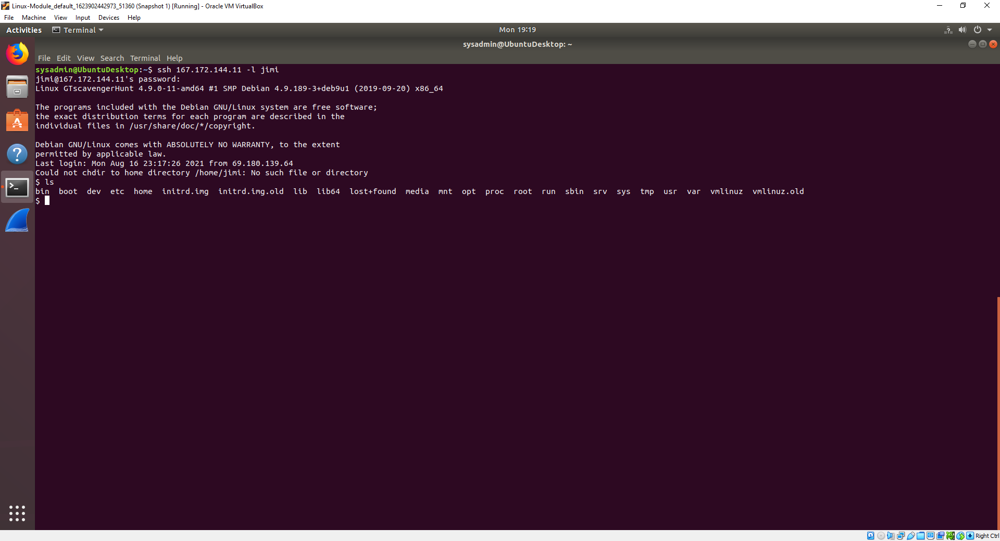 Linux-Module_default_1623902442973_51360 (Snapshot 1) [Running] - Oracle VM VirtualBox
File Machine View Input Devices Help
Activities Terminal Mon 19:19
sysadmin@UbuntuDesktop: ~
File Edit View Search Terminal Help
sysadmin@UbuntuDesktop:~$ ssh 167.172.144.11 -l jimi
jimi@167.172.144.11's password:
Linux GTscavengerHunt 4.9.0-11-amd64 #1 SMP Debian 4.9.189-3+deb9u1 (2019-09-20) x86_64
The programs included with the Debian GNU/Linux system are free software;
the exact distribution terms for each program are described in the
individual files in /usr/share/doc/*/copyright.
Debian GNU/Linux comes with ABSOLUTELY NO WARRANTY, to the extent
permitted by applicable law.
Last login: Mon Aug 16 23:17:26 2021 from 69.180.139.64
Could not chdir to home directory /home/jimi: No such file or directory
$ ls
bin boot dev etc home initrd.img initrd.img.old lib lib64 lost+found media mnt opt proc root run sbin srv sys tmp usr var vmlinuz vmlinuz.old
$
Right Ctrl